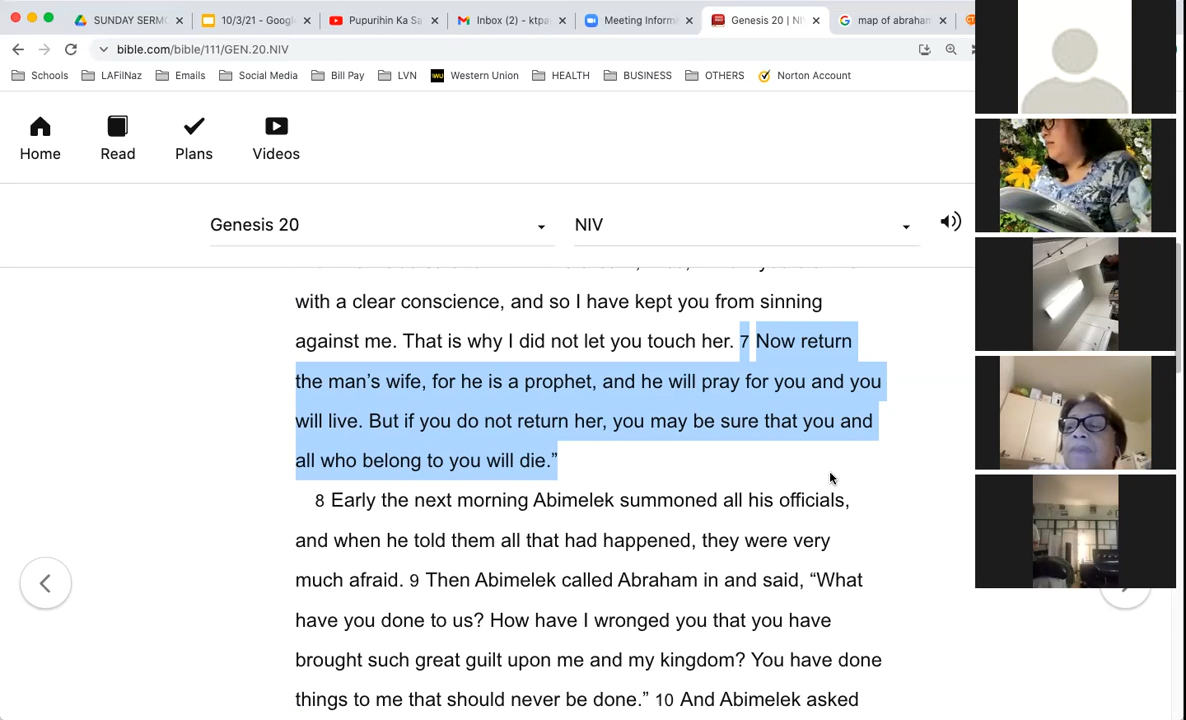 SUNDAY SERM
10/3/21 - Google
Pupurihin Ka Sa
Inbox (2) - ktpa
Meeting Inform
Genesis 20 | NIV
map of abraham
bible.com/bible/111/GEN.20.NIV
Schools
LAFilNaz
Emails
Social Media
Bill Pay
LVN
WU
Western Union
HEALTH
BUSINESS
OTHERS
Norton Account
Home
Read
Plans
Videos
Genesis 20
NIV
with a clear conscience, and so I have kept you from sinning
against me. That is why I did not let you touch her. 7 Now return
the man’s wife, for he is a prophet, and he will pray for you and you
will live. But if you do not return her, you may be sure that you and
all who belong to you will die.”
8 Early the next morning Abimelek summoned all his officials,
and when he told them all that had happened, they were very
much afraid. 9 Then Abimelek called Abraham in and said, “What
have you done to us? How have I wronged you that you have
brought such great guilt upon me and my kingdom? You have done
things to me that should never be done.” 10 And Abimelek asked